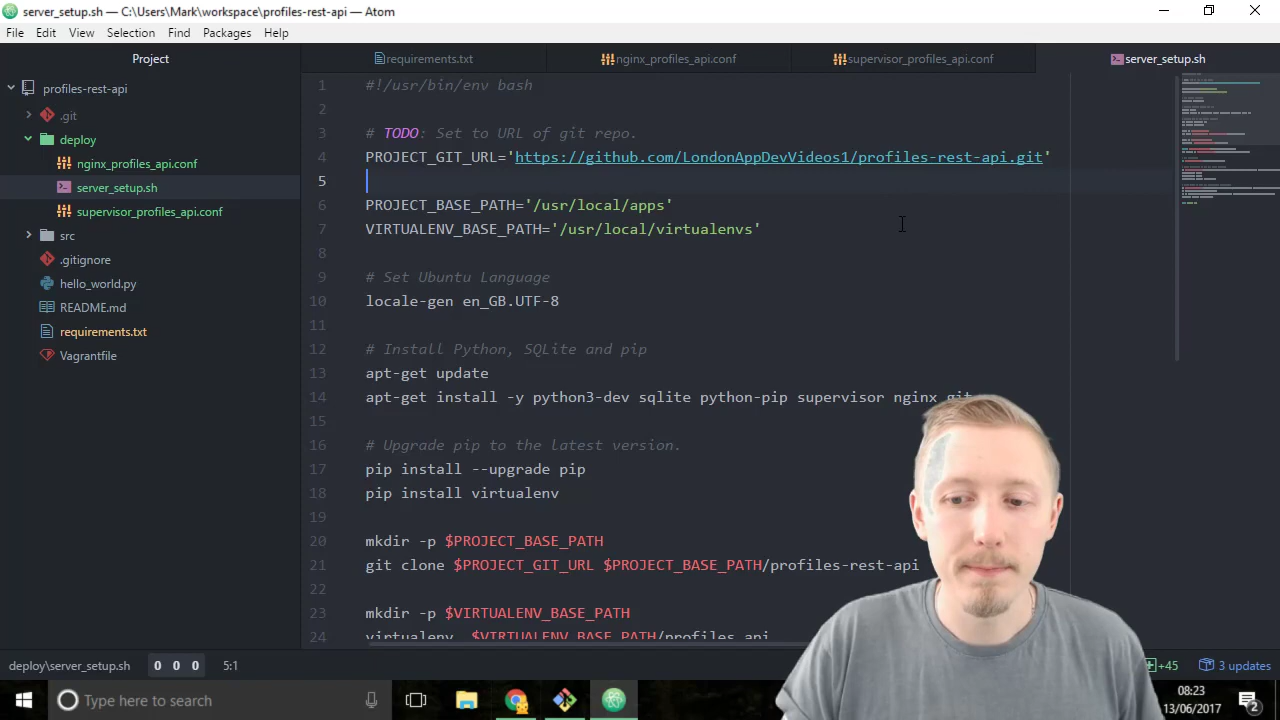 server_setup.sh — C:\Users\Mark\workspace\profiles-rest-api — Atom
File Edit View Selection Find Packages Help
Project
requirements.txt
nginx_profiles_api.conf
supervisor_profiles_api.conf
server_setup.sh
profiles-rest-api
.git
deploy
nginx_profiles_api.conf
server_setup.sh
supervisor_profiles_api.conf
src
.gitignore
hello_world.py
README.md
requirements.txt
Vagrantfile
1 #!/usr/bin/env bash
2
3 # TODO: Set to URL of git repo.
4 PROJECT_GIT_URL='https://github.com/LondonAppDevVideos1/profiles-rest-api.git'
5
6 PROJECT_BASE_PATH='/usr/local/apps'
7 VIRTUALENV_BASE_PATH='/usr/local/virtualenvs'
8
9 # Set Ubuntu Language
10 locale-gen en_GB.UTF-8
11
12 # Install Python, SQLite and pip
13 apt-get update
14 apt-get install -y python3-dev sqlite python-pip supervisor nginx git
15
16 # Upgrade pip to the latest version.
17 pip install --upgrade pip
18 pip install virtualenv
19
20 mkdir -p $PROJECT_BASE_PATH
21 git clone $PROJECT_GIT_URL $PROJECT_BASE_PATH/profiles-rest-api
22
23 mkdir -p $VIRTUALENV_BASE_PATH
24 virtualenv $VIRTUALENV_BASE_PATH/profiles_api
deploy\server_setup.sh 0 0 0 5:1
+45 3 updates
Type here to search
08:23
13/06/2017
2